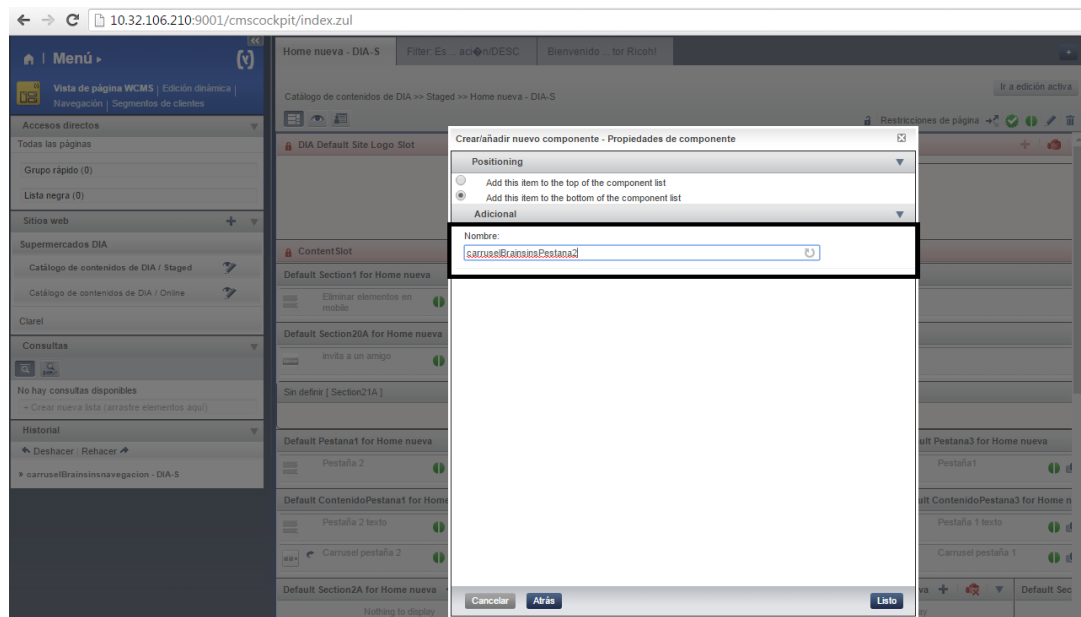 10.32.106.210:9001/cmscockpit/index.zul
Menú
Vista de página WCMS | Edición dinámica |
Navegación | Segmentos de clientes
Accesos directos
Todas las páginas
Grupo rápido (0)
Lista negra (0)
Sitios web
Supermercados DIA
Catálogo de contenidos de DIA / Staged
Catálogo de contenidos de DIA / Online
Clarel
Consultas
No hay consultas disponibles
+ Crear nueva lista (arrastre elementos aquí)
Historial
Deshacer | Rehacer
» carruselBrainsinsnavegacion - DIA-S
Home nueva - DIA-S
Filter: Es ... aci�n/DESC
Bienvenido ... tor Ricoh!
Ir a edición activa
Catálogo de contenidos de DIA >> Staged >> Home nueva - DIA-S
Restricciones de página
DIA Default Site Logo Slot
ContentSlot
Default Section1 for Home nueva
Eliminar elementos en
mobile
Default Section20A for Home nueva
invita a un amigo
Sin definir [ Section21A ]
Default Pestana1 for Home nueva
Pestaña 2
Default ContenidoPestana1 for Home
Pestaña 2 texto
Carrusel pestaña 2
Default Section2A for Home nueva
Nothing to display
Crear/añadir nuevo componente - Propiedades de componente
Positioning
Add this item to the top of the component list
Add this item to the bottom of the component list
Adicional
Nombre:
carruselBrainsinsPestana2
Cancelar
Atrás
Listo
ult Pestana3 for Home nueva
Pestaña1
ult ContenidoPestana3 for Home n
Pestaña 1 texto
Carrusel pestaña 1
va
Default Sec
ay